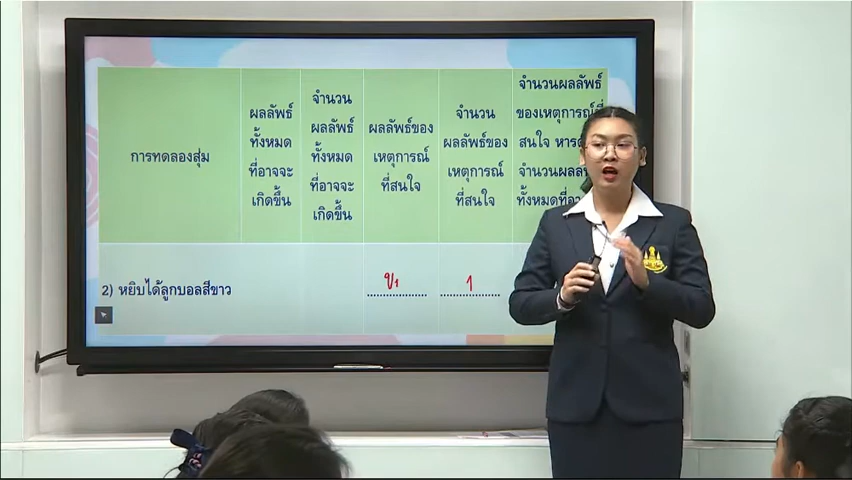 การทดลองสุ่ม
ผลลัพธ์
ทั้งหมด
ที่อาจจะ
เกิดขึ้น
จำนวน
ผลลัพธ์
ทั้งหมด
ที่อาจจะ
เกิดขึ้น
ผลลัพธ์ของ
เหตุการณ์
ที่สนใจ
จำนวน
ผลลัพธ์ของ
เหตุการณ์
ที่สนใจ
จำนวนผลลัพธ์
ของเหตุการณ์ที่
สนใจ
จำนวนผลลัพธ์
ทั้งหมดที่
2) หยิบได้ลูกบอลสีขาว
ข₁
1